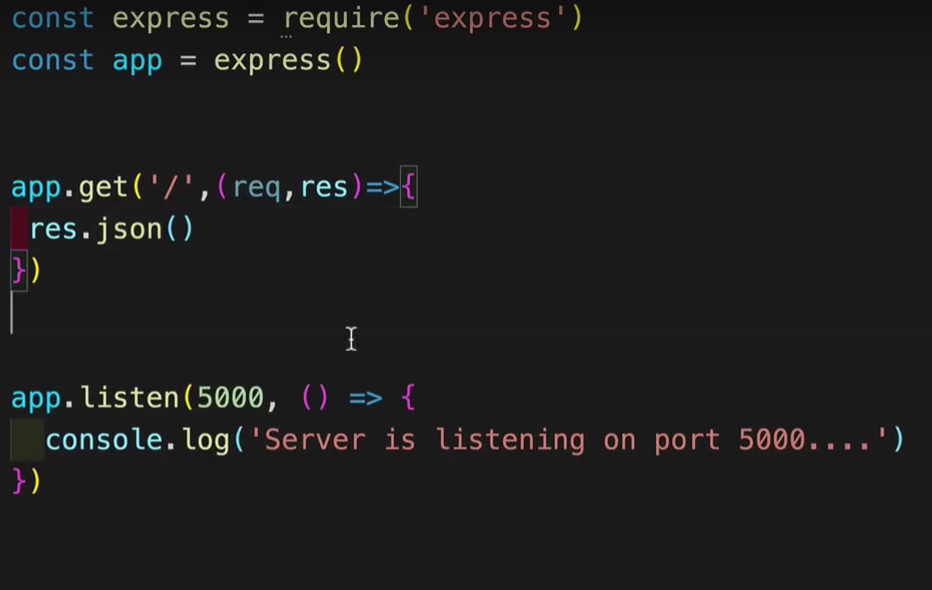 const express = require('express')
const app = express()
app.get('/',(req,res)=>{
res.json()
})
app.listen(5000, () => {
console.log('Server is listening on port 5000....')
})